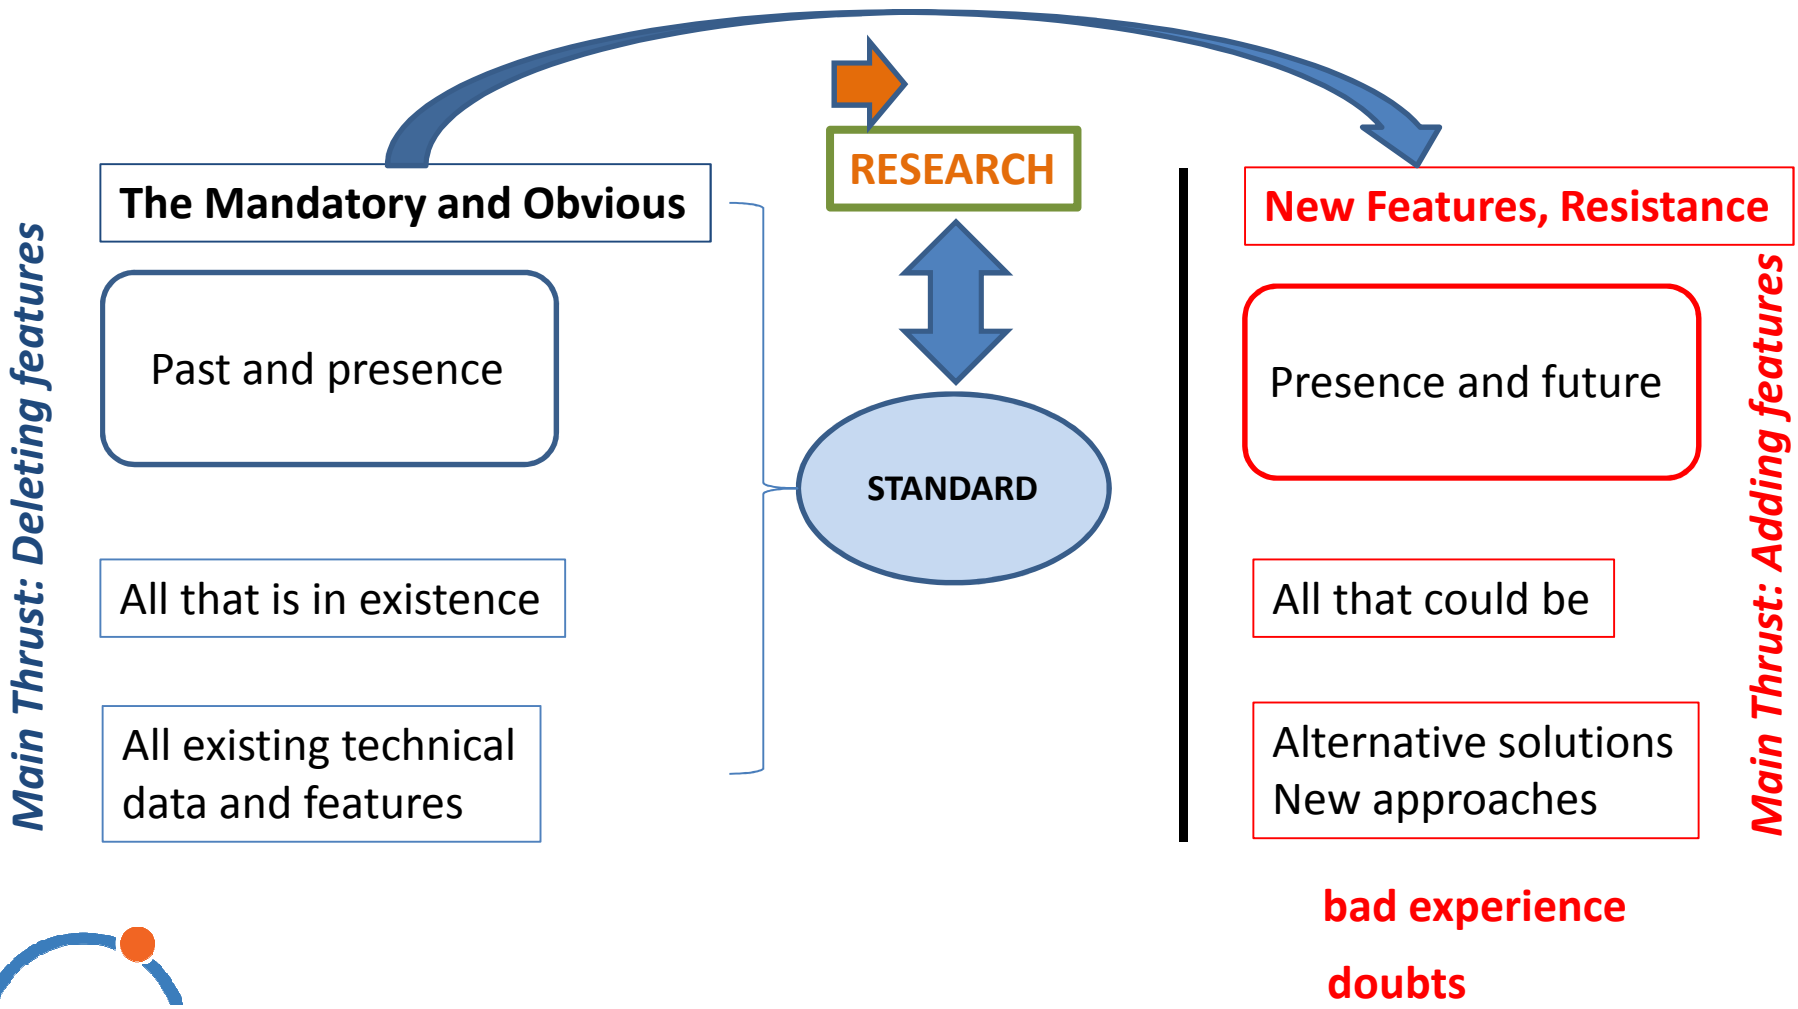 RESEARCH
The Mandatory and Obvious
New Features, Resistance
Main Thrust: Deleting features
Past and presence
Presence and future
STANDARD
All that is in existence
All that could be
All existing technical
data and features
Alternative solutions
New approaches
Main Thrust: Adding features
bad experience
doubts